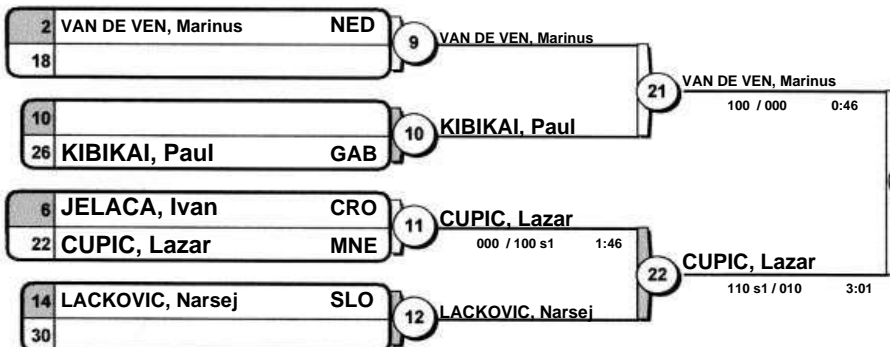 2 VAN DE VEN, Marinus NED
18
9
VAN DE VEN, Marinus
10
26 KIBIKAI, Paul GAB
10
KIBIKAI, Paul
21
VAN DE VEN, Marinus
100 / 000 0:46
6 JELACA, Ivan CRO
22 CUPIC, Lazar MNE
11
CUPIC, Lazar
000 / 100 s1 1:46
14 LACKOVIC, Narsej SLO
30
12
LACKOVIC, Narsej
22
CUPIC, Lazar
110 s1 / 010 3:01